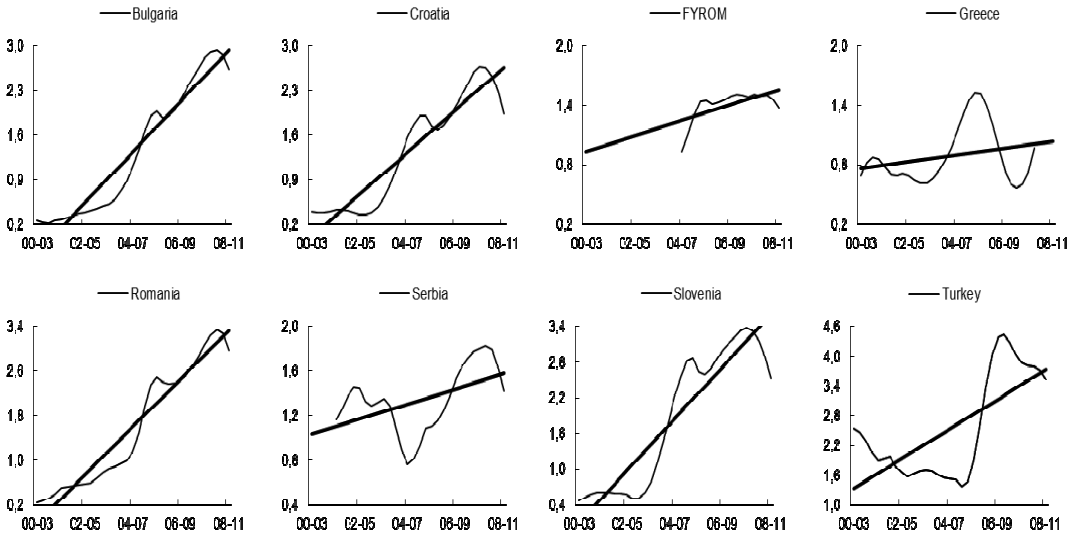 Bulgaria
3,0
2,3
1,6
0,9
0,2
00-03 02-05 04-07 06-09 08-11
Croatia
3,0
2,3
1,6
0,9
0,2
00-03 02-05 04-07 06-09 08-11
FYROM
2,0
1,4
0,8
0,2
00-03 02-05 04-07 06-09 08-11
Greece
2,0
1,4
0,8
0,2
00-03 02-05 04-07 06-09 08-11
Romania
3,4
2,6
1,8
1,0
0,2
00-03 02-05 04-07 06-09 08-11
Serbia
2,0
1,6
1,2
0,8
0,4
00-03 02-05 04-07 06-09 08-11
Slovenia
3,4
2,8
2,2
1,6
1,0
0,4
00-03 02-05 04-07 06-09 08-11
Turkey
4,6
4,0
3,4
2,8
2,2
1,6
1,0
00-03 02-05 04-07 06-09 08-11